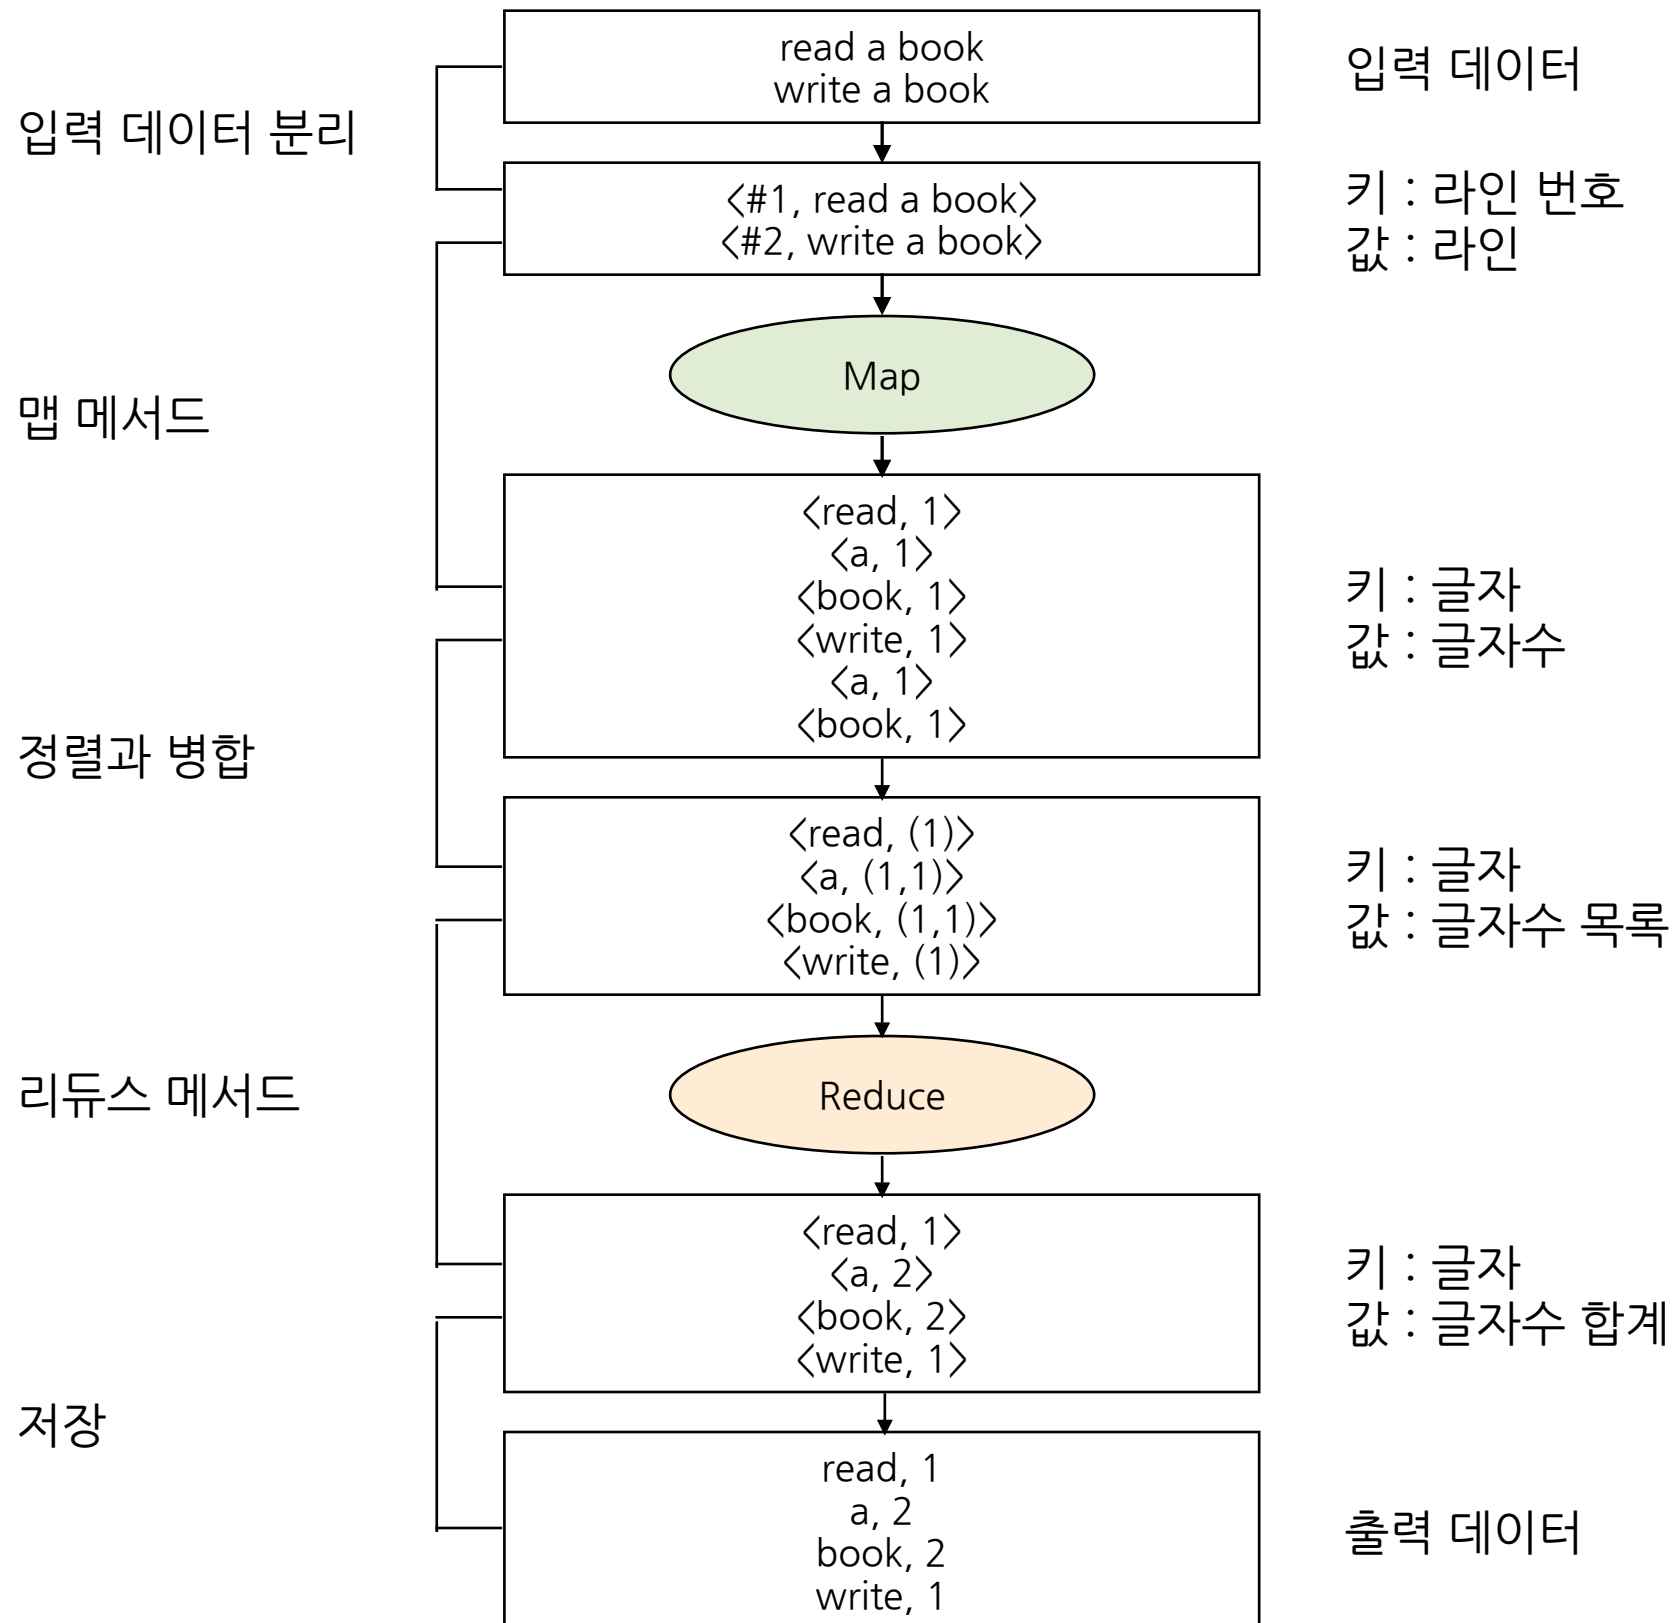 read a book
write a book
입력 데이터
입력 데이터 분리
<#1, read a book>
<#2, write a book>
키 : 라인 번호
값 : 라인
Map
맵 메서드
<read, 1>
<a, 1>
<book, 1>
<write, 1>
<a, 1>
<book, 1>
키 : 글자
값 : 글자수
정렬과 병합
<read, (1)>
<a, (1,1)>
<book, (1,1)>
<write, (1)>
키 : 글자
값 : 글자수 목록
Reduce
리듀스 메서드
<read, 1>
<a, 2>
<book, 2>
<write, 1>
키 : 글자
값 : 글자수 합계
저장
read, 1
a, 2
book, 2
write, 1
출력 데이터